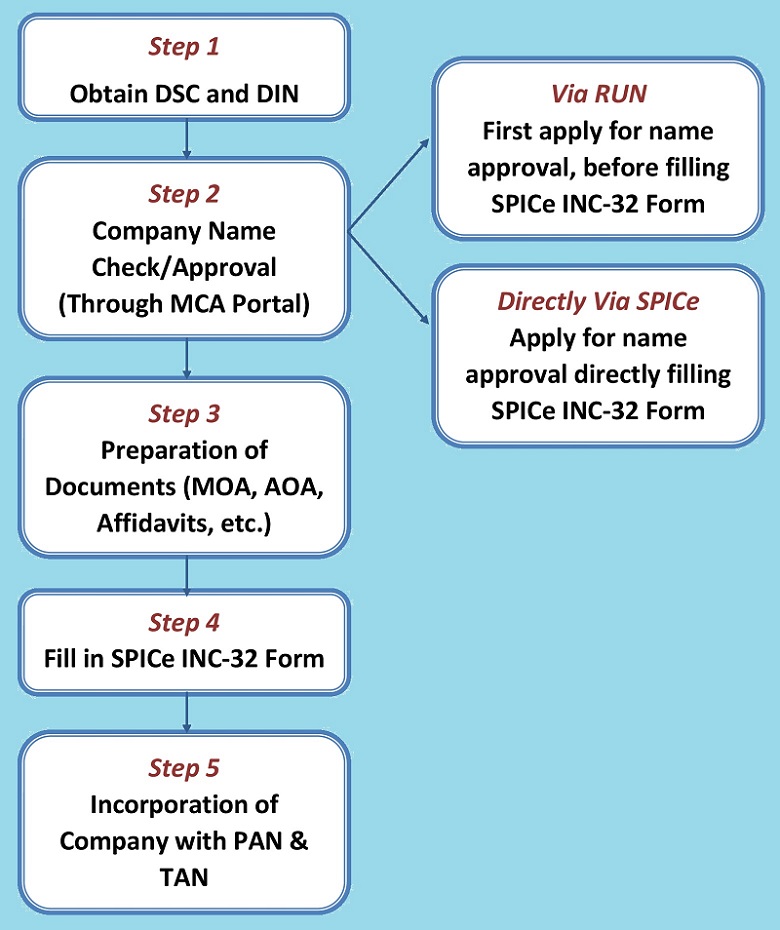 Step 1
Obtain DSC and DIN
Step 2
Company Name
Check/Approval
(Through MCA Portal)
Via RUN
First apply for name
approval, before filling
SPICe INC-32 Form
Directly Via SPICe
Apply for name
approval directly filling
SPICe INC-32 Form
Step 3
Preparation of
Documents (MOA, AOA,
Affidavits, etc.)
Step 4
Fill in SPICe INC-32 Form
Step 5
Incorporation of
Company with PAN &
TAN